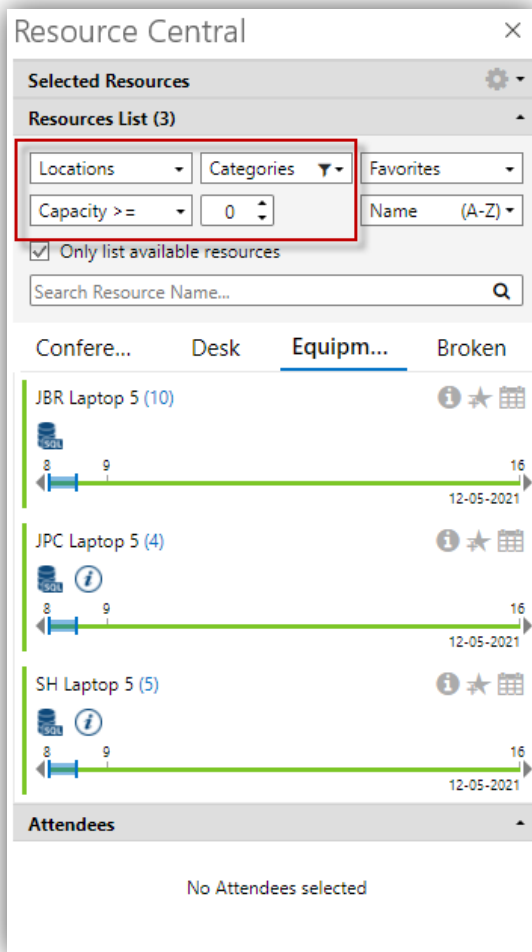 Resource Central
Selected Resources
Resources List (3)
Locations Categories Favorites
Capacity >= 0 Name (A-Z)
Only list available resources
Search Resource Name...
Confere... Desk Equipm... Broken
JBR Laptop 5 (10)
SQL
8 9 16
12-05-2021
JPC Laptop 5 (4)
SQL i
8 9 16
12-05-2021
SH Laptop 5 (5)
SQL i
8 9 16
12-05-2021
Attendees
No Attendees selected